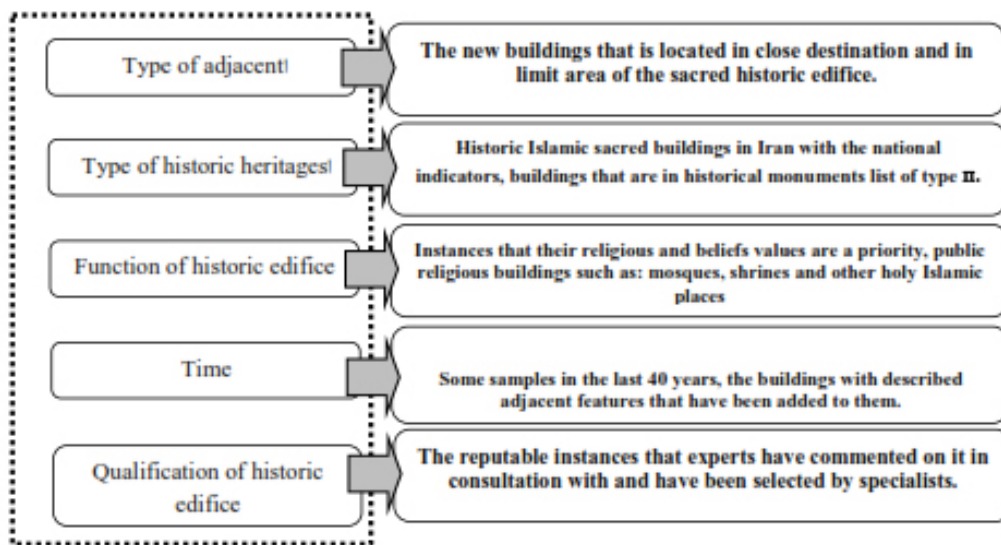 Type of adjacent
The new buildings that is located in close destination and in
limit area of the sacred historic edifice.
Type of historic heritages
Historic Islamic sacred buildings in Iran with the national
indicators, buildings that are in historical monuments list of type II.
Function of historic edifice
Instances that their religious and beliefs values are a priority, public
religious buildings such as: mosques, shrines and other holy Islamic
places
Time
Some samples in the last 40 years, the buildings with described
adjacent features that have been added to them.
Qualification of historic
edifice
The reputable instances that experts have commented on it in
consultation with and have been selected by specialists.